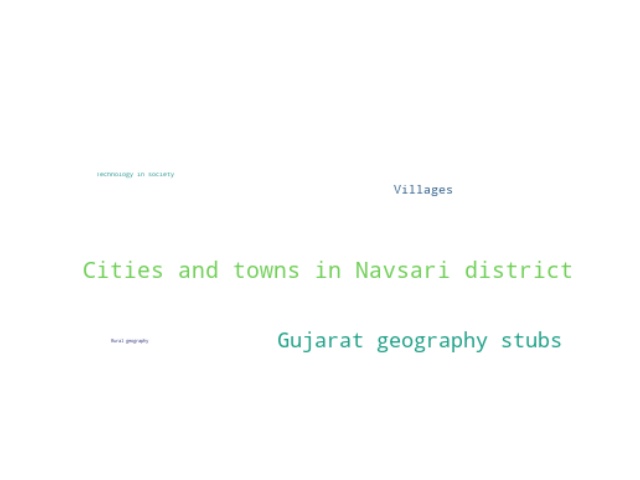 Technology in society
Villages
Cities and towns in Navsari district
Rural geography
Gujarat geography stubs